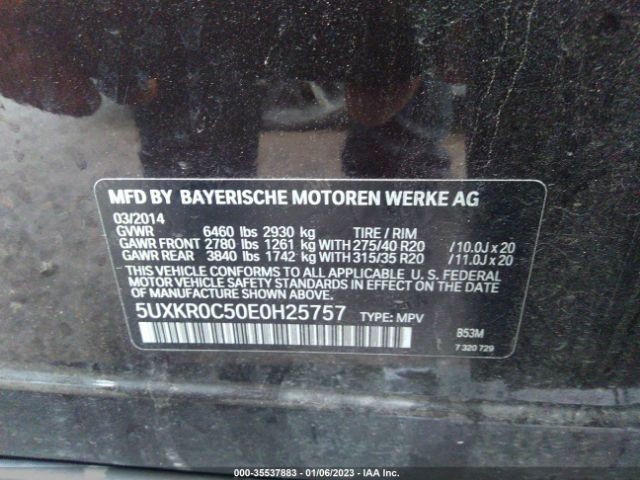 MFD BY BAYERISCHE MOTOREN WERKE AG
03/2014
GVWR 6460 lbs 2930 kg TIRE / RIM
GAWR FRONT 2780 lbs 1261 kg WITH 275/40 R20 /10.0J x 20
GAWR REAR 3840 lbs 1742 kg WITH 315/35 R20 /11.0J x 20
THIS VEHICLE CONFORMS TO ALL APPLICABLE U. S. FEDERAL
MOTOR VEHICLE SAFETY STANDARDS IN EFFECT ON THE
DATE OF MANUFACTURE SHOWN ABOVE.
5UXKR0C50E0H25757 TYPE: MPV
B53M
7 320 729
000-35537883 - 01/06/2023 - IAA Inc.